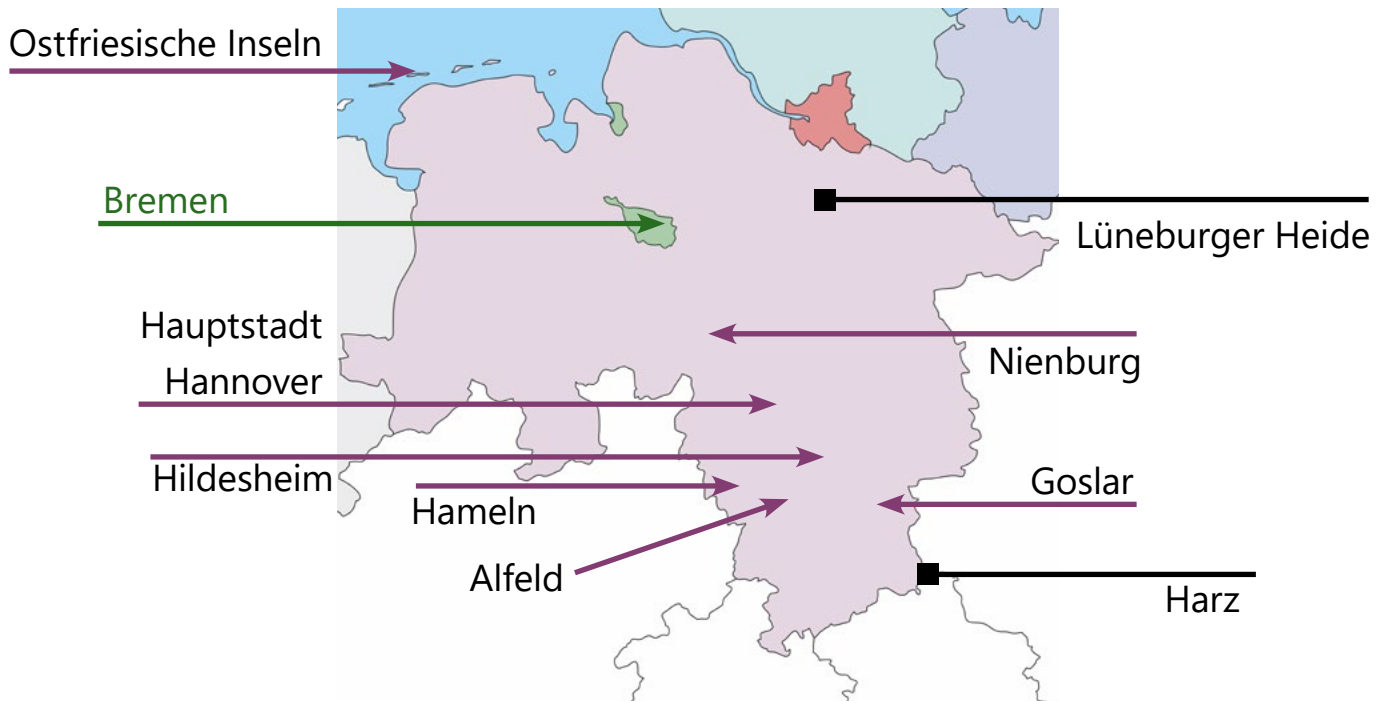 Ostfriesische Inseln
Bremen
Lüneburger Heide
Hauptstadt
Hannover
Nienburg
Hildesheim
Hameln
Goslar
Alfeld
Harz